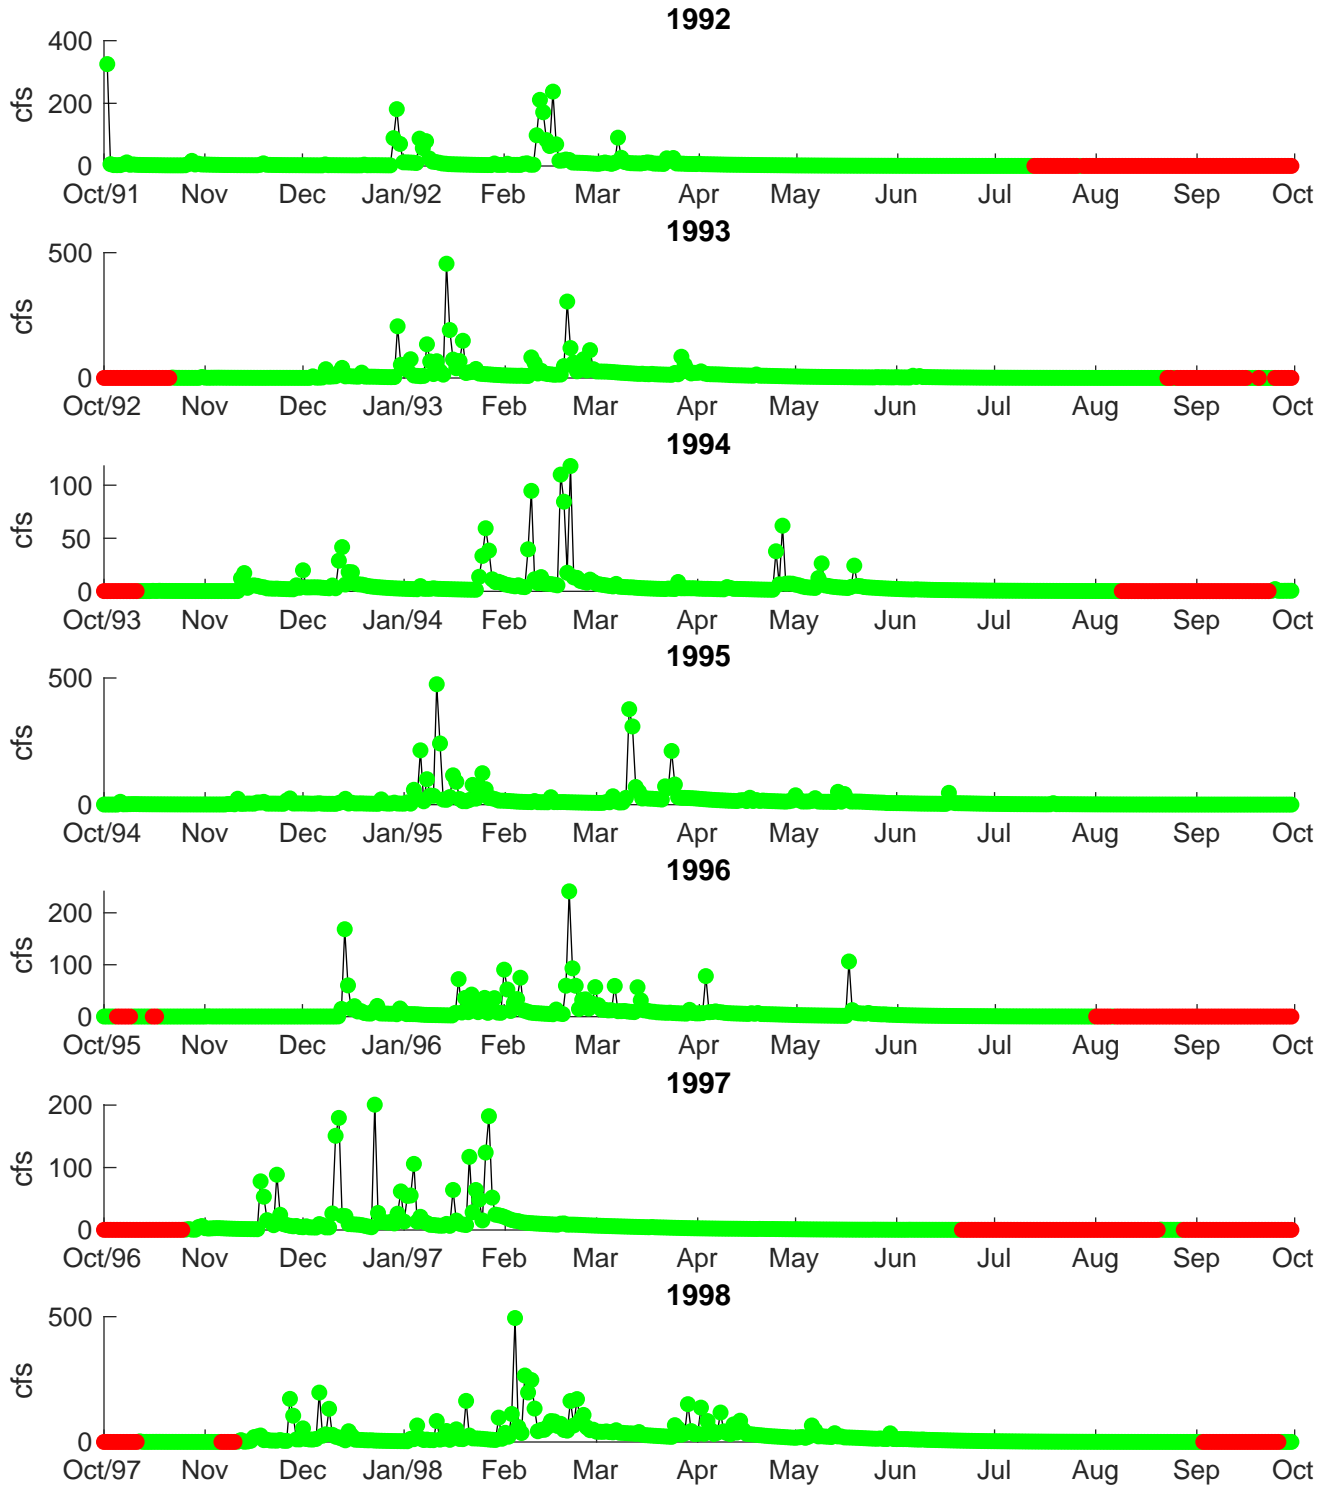 1992
400
200
0
cfs
Oct/91 Nov Dec Jan/92 Feb Mar Apr May Jun Jul Aug Sep Oct
1993
500
0
cfs
Oct/92 Nov Dec Jan/93 Feb Mar Apr May Jun Jul Aug Sep Oct
1994
100
50
0
cfs
Oct/93 Nov Dec Jan/94 Feb Mar Apr May Jun Jul Aug Sep Oct
1995
500
0
cfs
Oct/94 Nov Dec Jan/95 Feb Mar Apr May Jun Jul Aug Sep Oct
1996
200
100
0
cfs
Oct/95 Nov Dec Jan/96 Feb Mar Apr May Jun Jul Aug Sep Oct
1997
200
100
0
cfs
Oct/96 Nov Dec Jan/97 Feb Mar Apr May Jun Jul Aug Sep Oct
1998
500
0
cfs
Oct/97 Nov Dec Jan/98 Feb Mar Apr May Jun Jul Aug Sep Oct